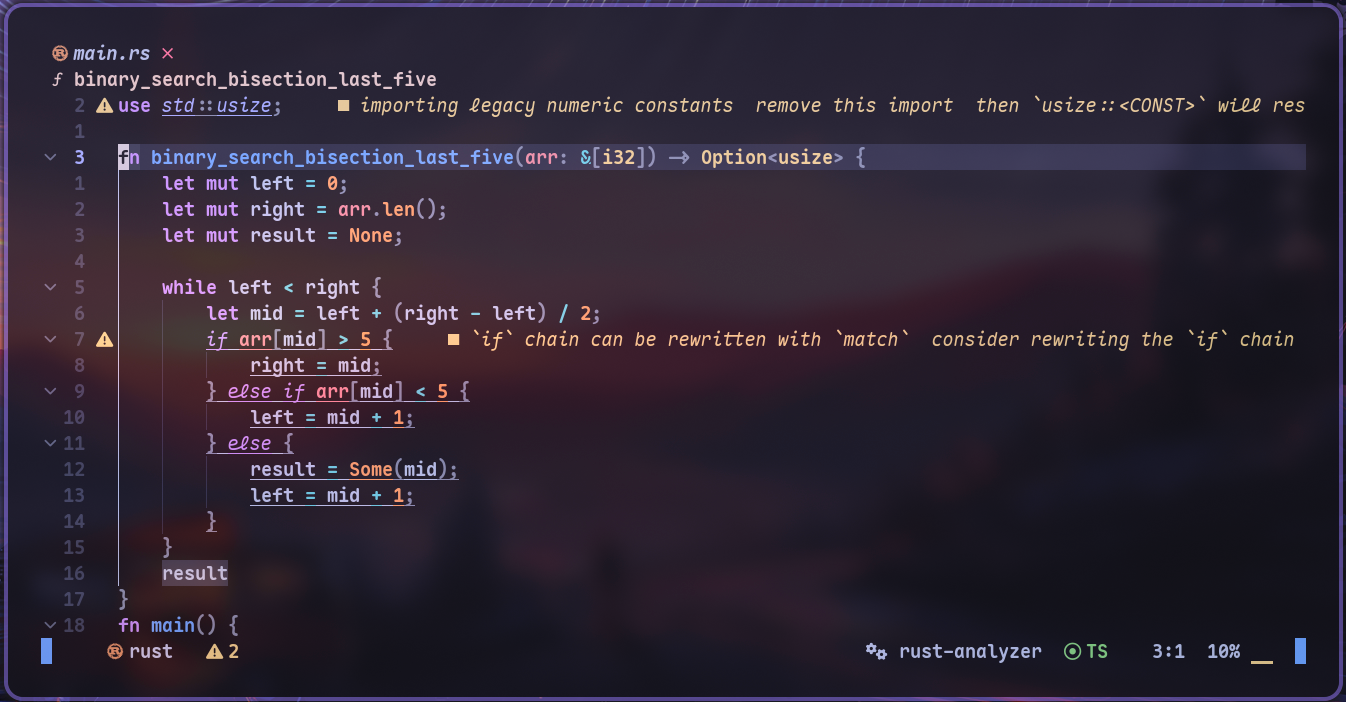 main.rs ×
f binary_search_bisection_last_five
2 use std::usize; ■ importing legacy numeric constants remove this import then `usize::<CONST>` will res
1
3 fn binary_search_bisection_last_five(arr: &[i32]) -> Option<usize> {
1 let mut left = 0;
2 let mut right = arr.len();
3 let mut result = None;
4
5 while left < right {
6 let mid = left + (right - left) / 2;
7 if arr[mid] > 5 { ■ `if` chain can be rewritten with `match` consider rewriting the `if` chain
8 right = mid;
9 } else if arr[mid] < 5 {
10 left = mid + 1;
11 } else {
12 result = Some(mid);
13 left = mid + 1;
14 }
15 }
16 result
17 }
18 fn main() {
rust 2 rust-analyzer TS 3:1 10%